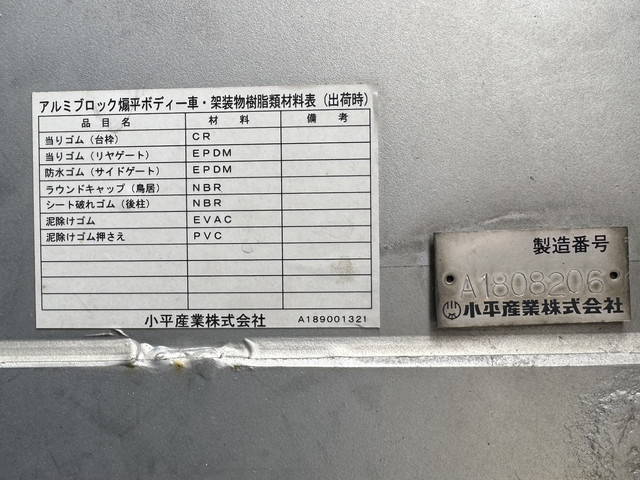 アルミブロック煽平ボディー車・架装物樹脂類材料表（出荷時）
品目名 材料 備考
当りゴム（台枠） CR
当りゴム（リヤゲート） EPDM
防水ゴム（サイドゲート） EPDM
ラウンドキャップ（鳥居） NBR
シート破れゴム（後柱） NBR
泥除けゴム EVAC
泥除けゴム押さえ PVC
小平産業株式会社 A189001321
製造番号
A1808206
小平産業株式会社